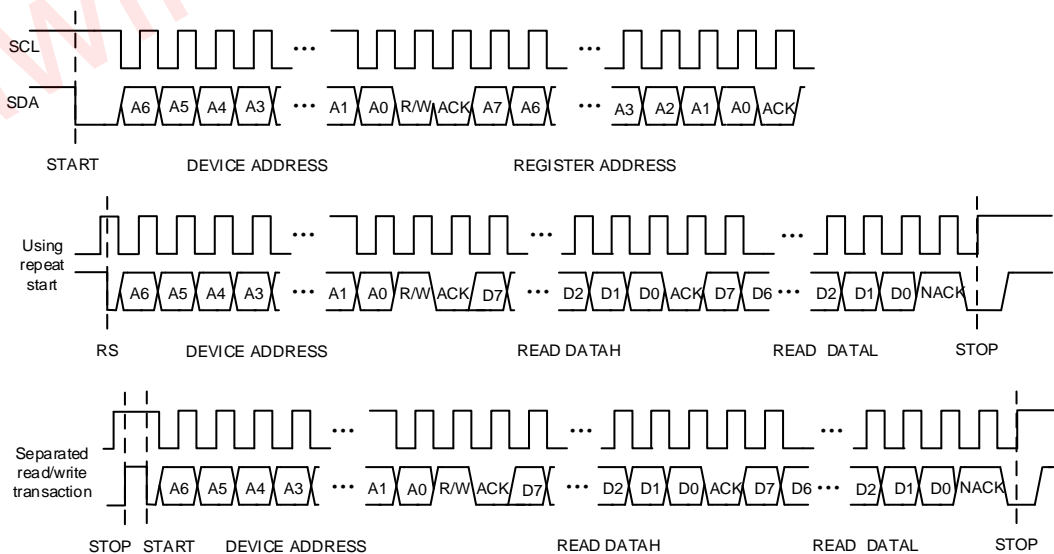 SCL
SDA
A6 A5 A4 A3 ••• A1 A0 R/W ACK A7 A6 ••• A3 A2 A1 A0 ACK
START DEVICE ADDRESS REGISTER ADDRESS
Using
repeat
start
A6 A5 A4 A3 ••• A1 A0 R/W ACK D7 ••• D2 D1 D0 ACK D7 D6 ••• D2 D1 D0 NACK
RS DEVICE ADDRESS READ DATAH READ DATAL STOP
Separated
read/write
transaction
A6 A5 A4 A3 ••• A1 A0 R/W ACK D7 ••• D2 D1 D0 ACK D7 D6 ••• D2 D1 D0 NACK
STOP START DEVICE ADDRESS READ DATAH READ DATAL STOP